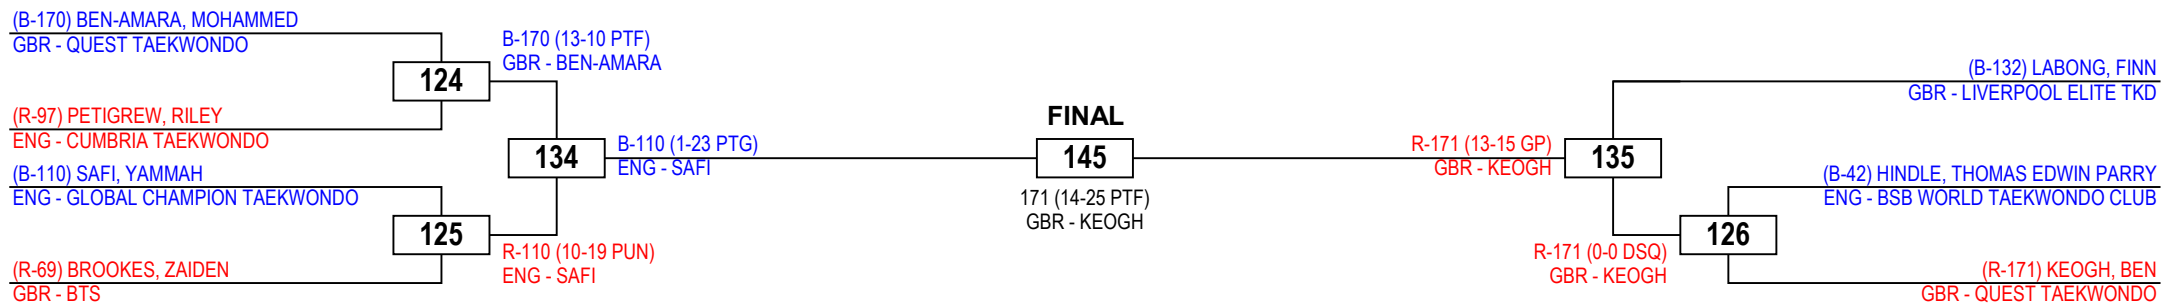 (B-170) BEN-AMARA, MOHAMMED
GBR - QUEST TAEKWONDO
124
(R-97) PETIGREW, RILEY
ENG - CUMBRIA TAEKWONDO
B-170 (13-10 PTF)
GBR - BEN-AMARA
134
(B-110) SAFI, YAMMAH
ENG - GLOBAL CHAMPION TAEKWONDO
125
(R-69) BROOKES, ZAIDEN
GBR - BTS
R-110 (10-19 PUN)
ENG - SAFI
B-110 (1-23 PTG)
ENG - SAFI
FINAL
145
171 (14-25 PTF)
GBR - KEOGH
R-171 (13-15 GP)
GBR - KEOGH
135
(B-132) LABONG, FINN
GBR - LIVERPOOL ELITE TKD
(B-42) HINDLE, THOMAS EDWIN PARRY
ENG - BSB WORLD TAEKWONDO CLUB
126
R-171 (0-0 DSQ)
GBR - KEOGH
(R-171) KEOGH, BEN
GBR - QUEST TAEKWONDO